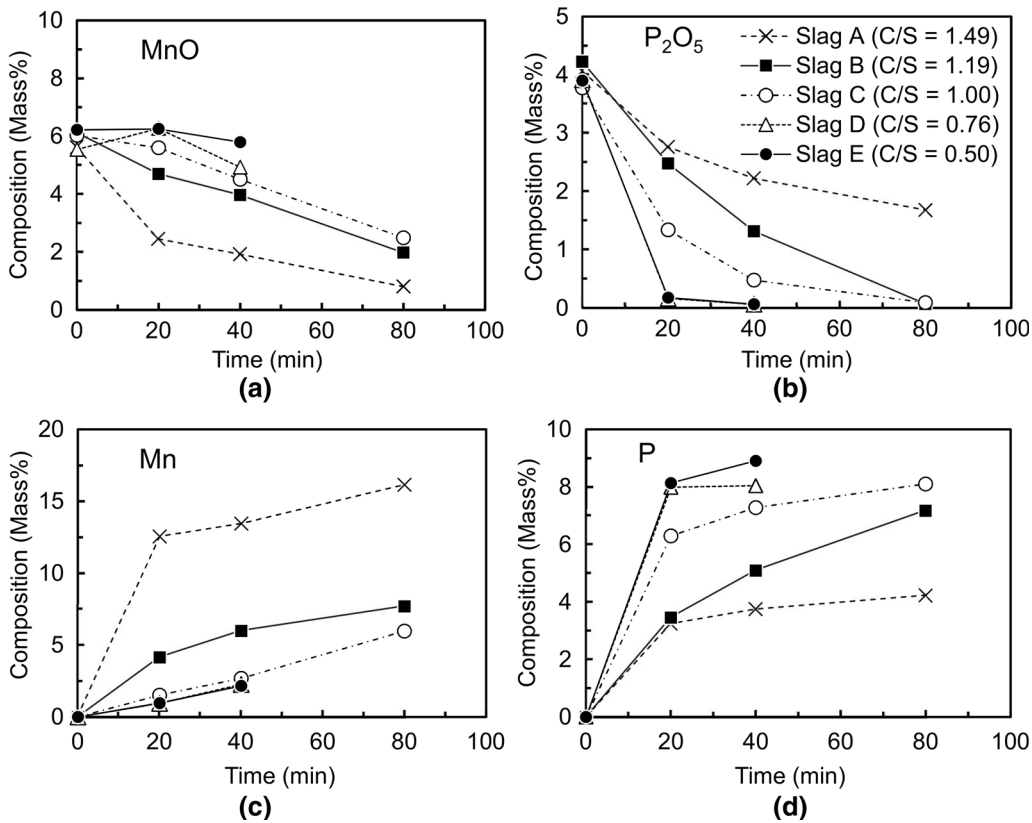 10
8
6
4
2
0
Composition (Mass%)
MnO
0 20 40 60 80 100
Time (min)
(a)
5
4
3
2
1
0
Composition (Mass%)
P₂O₅
Slag A (C/S = 1.49)
Slag B (C/S = 1.19)
Slag C (C/S = 1.00)
Slag D (C/S = 0.76)
Slag E (C/S = 0.50)
0 20 40 60 80 100
Time (min)
(b)
20
15
10
5
0
Composition (Mass%)
Mn
0 20 40 60 80 100
Time (min)
(c)
10
8
6
4
2
0
Composition (Mass%)
P
0 20 40 60 80 100
Time (min)
(d)